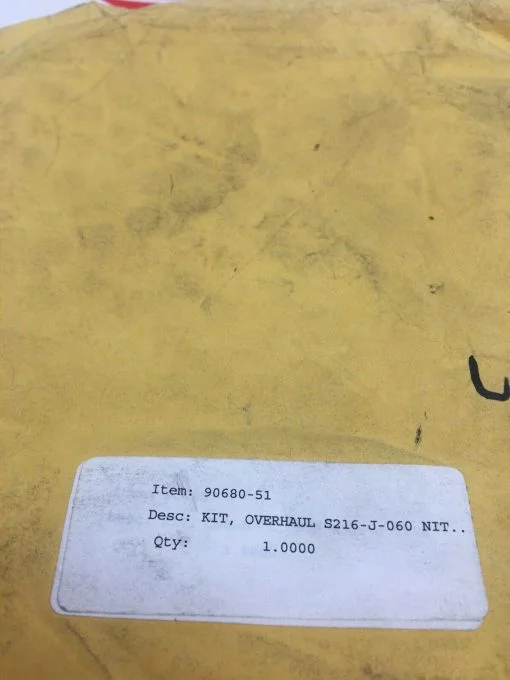 Item: 90680-51
Desc: KIT, OVERHAUL S216-J-060 NIT..
Qty: 1.0000